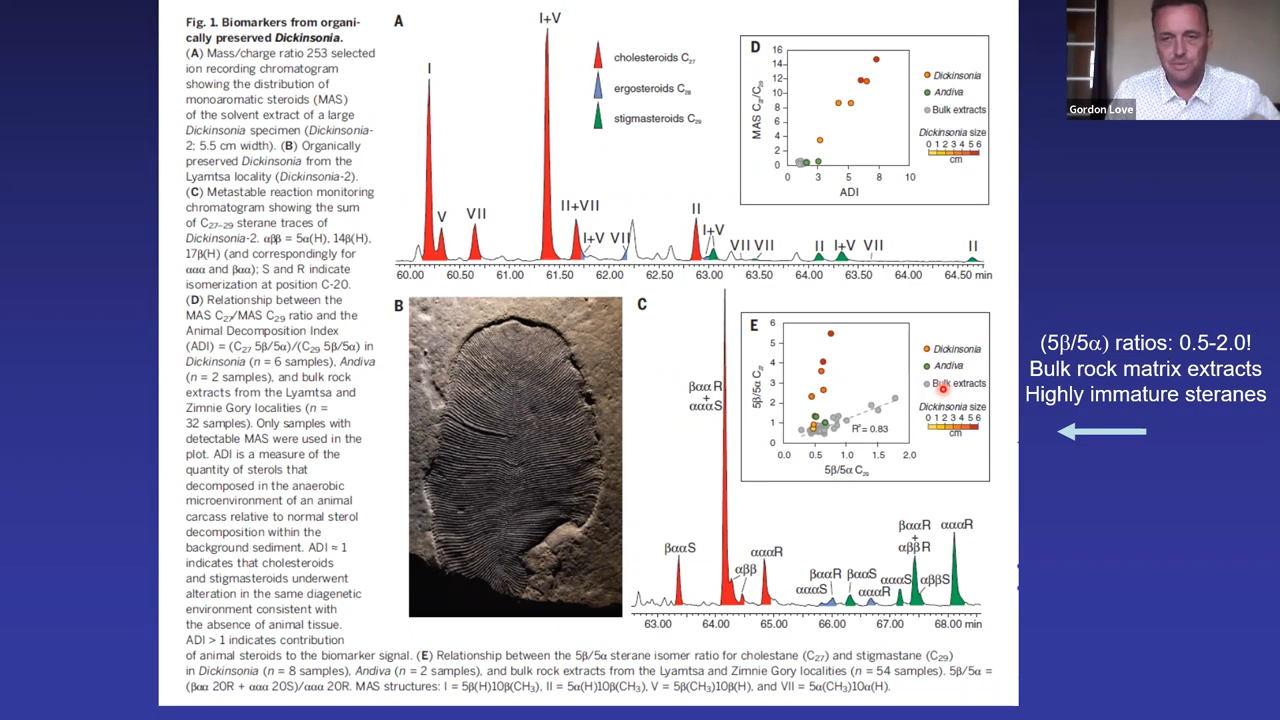 Fig. 1. Biomarkers from organi-
cally preserved Dickinsonia.
(A) Mass/charge ratio 253 selected
ion recording chromatogram
showing the distribution of
monoaromatic steroids (MAS)
of the solvent extract of a large
Dickinsonia specimen (Dickinsonia-
2: 5.5 cm width). (B) Organically
preserved Dickinsonia from the
Lyamtsa locality (Dickinsonia-2).
(C) Metastable reaction monitoring
chromatogram showing the sum
of C27–29 sterane traces of
Dickinsonia-2. αββ = 5α(H), 14β(H),
17β(H) (and correspondingly for
ααα and βαα); S and R indicate
isomerization at position C-20.
(D) Relationship between the
MAS C27/MAS C29 ratio and the
Animal Decomposition Index
(ADI) = (C27 5β/5α)/(C29 5β/5α) in
Dickinsonia (n = 6 samples), Andiva
(n = 2 samples), and bulk rock
extracts from the Lyamtsa and
Zimnie Gory localities (n =
32 samples). Only samples with
detectable MAS were used in the
plot. ADI is a measure of the
quantity of sterols that
decomposed in the anaerobic
microenvironment of an animal
carcass relative to normal sterol
decomposition within the
background sediment. ADI ≈ 1
indicates that cholesteroids
and stigmasteroids underwent
alteration in the same diagenetic
environment consistent with
the absence of animal tissue.
ADI > 1 indicates contribution
of animal steroids to the biomarker signal. (E) Relationship between the 5β/5α sterane isomer ratio for cholestane (C27) and stigmastane (C29)
in Dickinsonia (n = 8 samples), Andiva (n = 2 samples), and bulk rock extracts from the Lyamtsa and Zimnie Gory localities (n = 54 samples). 5β/5α =
(βαα 20R + ααα 20S)/ααα 20R. MAS structures: I = 5β(H)10β(CH3), II = 5α(H)10β(CH3), V = 5β(CH3)10β(H), and VII = 5α(CH3)10α(H).
A
I
V
VII
I+V
II+VII
I+V
VII
II
I+V
VII
VII
II
I+V
VII
II
cholesteroids C27
ergosteroids C28
stigmasteroids C29
60.00 60.50 61.00 61.50 62.00 62.50 63.00 63.50 64.00 63.50 64.00 64.50 min
D
MAS C27/C29
16
14
12
10
8
6
4
2
0
0 3 5 8 10
ADI
Dickinsonia
Andiva
Bulk extracts
Dickinsonia size
0 1 2 3 4 5 6
cm
B
C
βααR
+
αααS
βααS
αββ
αααR
αααS
βααR
βααS
αααR
αααS
βααR
+
αββR
αββS
αααR
63.00 64.00 65.00 66.00 67.00 68.00 min
E
5β/5α C27
6
5
4
3
2
1
0
0.0 0.5 1.0 1.5 2.0
5β/5α C29
R²= 0.83
Dickinsonia
Andiva
Bulk extracts
Dickinsonia size
0 1 2 3 4 5 6
cm
Gordon Love
(5β/5α) ratios: 0.5-2.0!
Bulk rock matrix extracts
Highly immature steranes